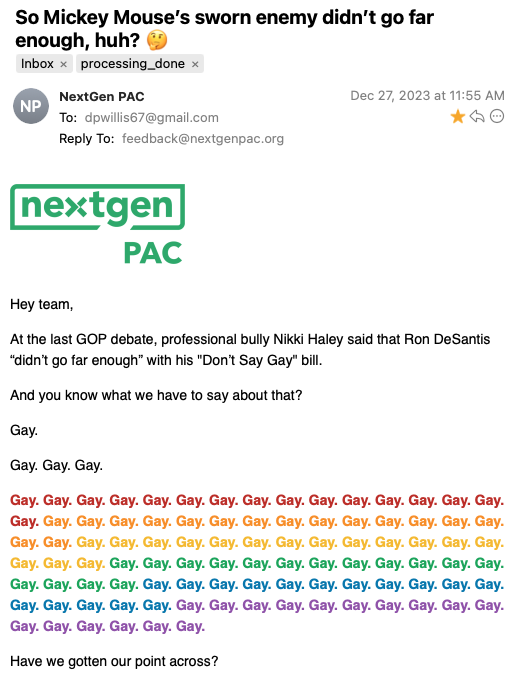 So Mickey Mouse's sworn enemy didn't go far
enough, huh? 🤔
Inbox × processing_done ×
NP
NextGen PAC
Dec 27, 2023 at 11:55 AM
To: dpwillis67@gmail.com
Reply To: feedback@nextgenpac.org
nextgen
PAC
Hey team,
At the last GOP debate, professional bully Nikki Haley said that Ron DeSantis
“didn’t go far enough” with his "Don’t Say Gay" bill.
And you know what we have to say about that?
Gay.
Gay. Gay. Gay.
Gay. Gay. Gay. Gay. Gay. Gay. Gay. Gay. Gay. Gay. Gay. Gay. Gay. Gay. Gay.
Gay. Gay. Gay. Gay. Gay. Gay. Gay. Gay. Gay. Gay. Gay. Gay. Gay. Gay. Gay.
Gay. Gay. Gay. Gay. Gay. Gay. Gay. Gay. Gay. Gay. Gay. Gay. Gay. Gay. Gay.
Gay. Gay. Gay. Gay. Gay. Gay. Gay. Gay. Gay. Gay. Gay. Gay. Gay. Gay. Gay.
Gay. Gay. Gay. Gay. Gay. Gay. Gay. Gay. Gay. Gay. Gay. Gay. Gay. Gay. Gay.
Gay. Gay. Gay. Gay. Gay. Gay. Gay. Gay. Gay. Gay. Gay. Gay. Gay. Gay. Gay.
Gay. Gay. Gay. Gay. Gay. Gay.
Have we gotten our point across?